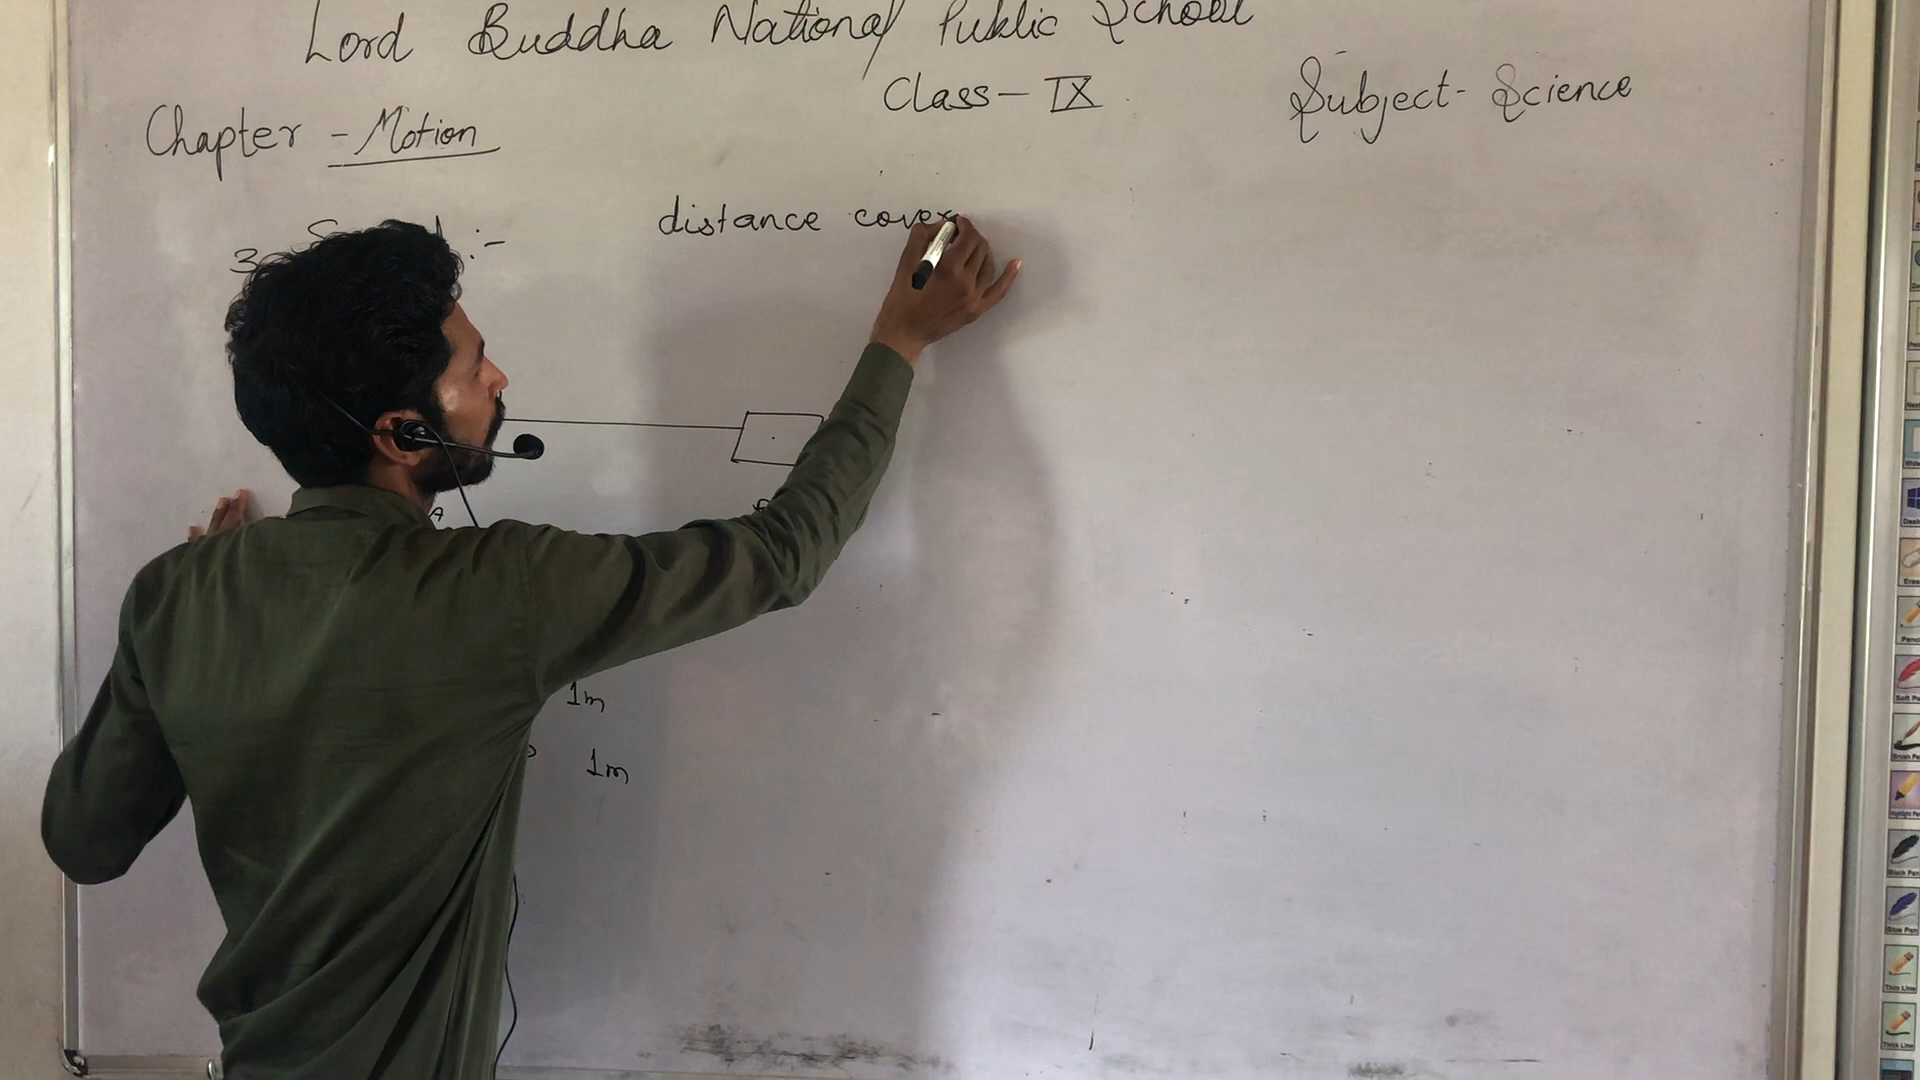 Lord Buddha National Public School
Class - IX
Subject - Science
Chapter - Motion
3 :-
distance cover
A
1m
1m